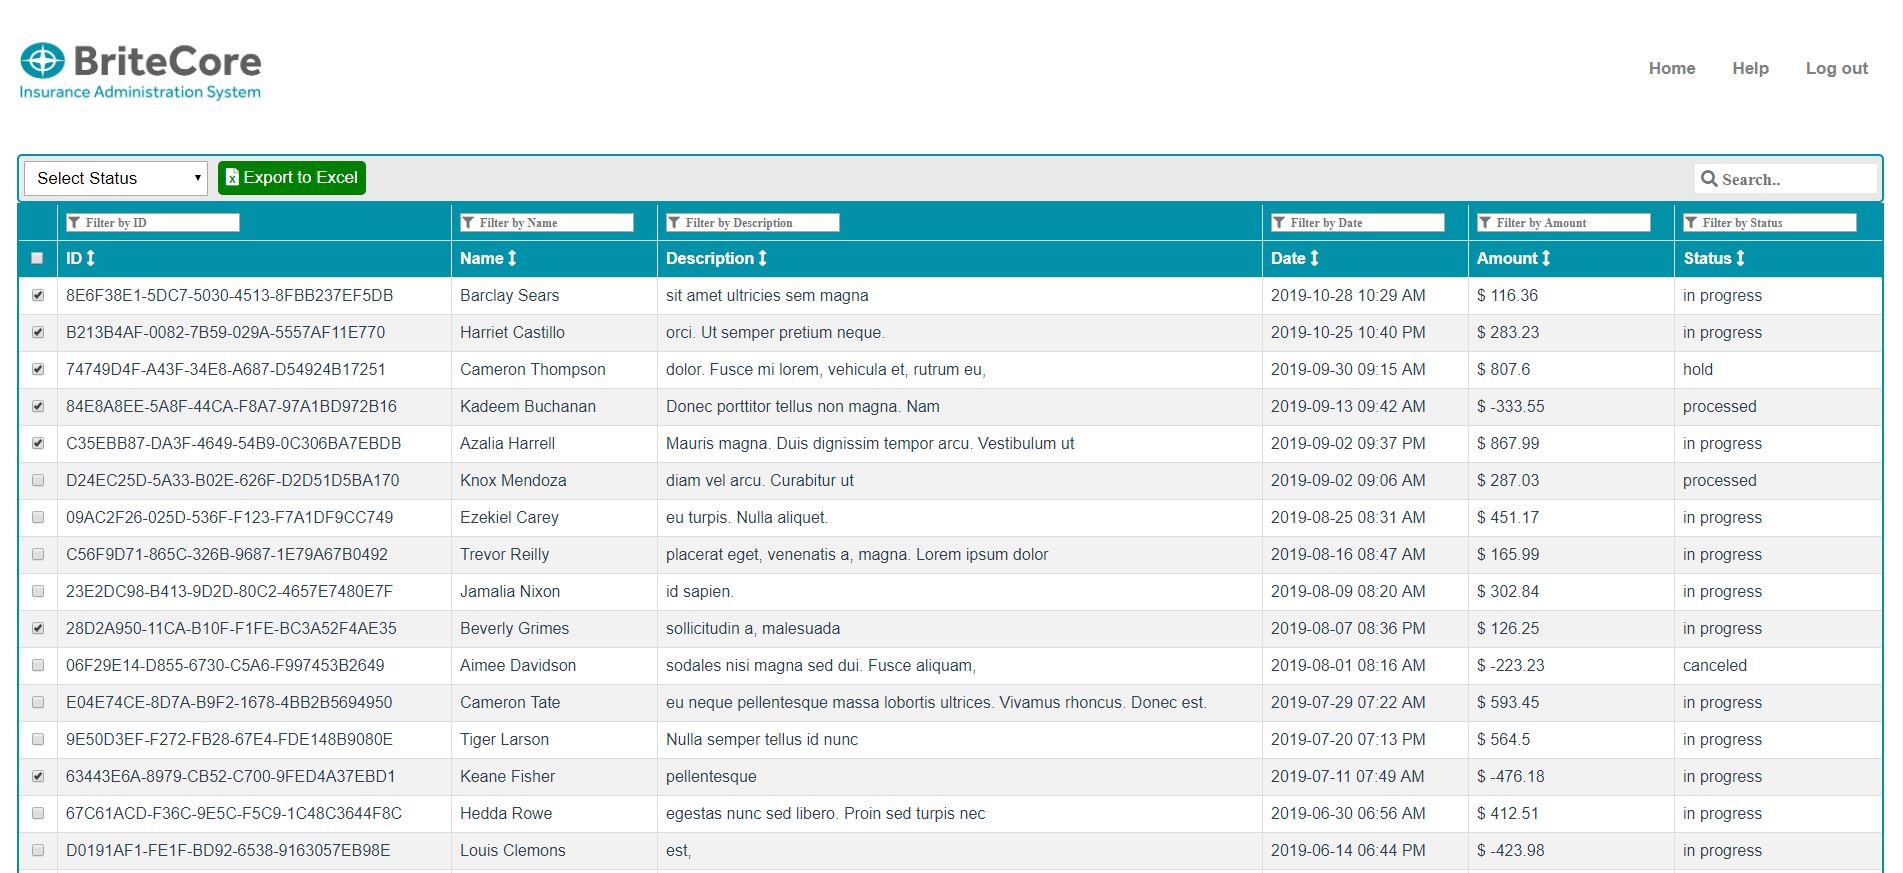 BriteCore
Insurance Administration System
Home Help Log out
Select Status Export to Excel Search..
Filter by ID Filter by Name Filter by Description Filter by Date Filter by Amount Filter by Status
ID Name Description Date Amount Status
8E6F38E1-5DC7-5030-4513-8FBB237EF5DB Barclay Sears sit amet ultricies sem magna 2019-10-28 10:29 AM $ 116.36 in progress
B213B4AF-0082-7B59-029A-5557AF11E770 Harriet Castillo orci. Ut semper pretium neque. 2019-10-25 10:40 PM $ 283.23 in progress
74749D4F-A43F-34E8-A687-D54924B17251 Cameron Thompson dolor. Fusce mi lorem, vehicula et, rutrum eu, 2019-09-30 09:15 AM $ 807.6 hold
84E8A8EE-5A8F-44CA-F8A7-97A1BD972B16 Kadeem Buchanan Donec porttitor tellus non magna. Nam 2019-09-13 09:42 AM $ -333.55 processed
C35EBB87-DA3F-4649-54B9-0C306BA7EBDB Azalia Harrell Mauris magna. Duis dignissim tempor arcu. Vestibulum ut 2019-09-02 09:37 PM $ 867.99 in progress
D24EC25D-5A33-B02E-626F-D2D51D5BA170 Knox Mendoza diam vel arcu. Curabitur ut 2019-09-02 09:06 AM $ 287.03 processed
09AC2F26-025D-536F-F123-F7A1DF9CC749 Ezekiel Carey eu turpis. Nulla aliquet. 2019-08-25 08:31 AM $ 451.17 in progress
C56F9D71-865C-326B-9687-1E79A67B0492 Trevor Reilly placerat eget, venenatis a, magna. Lorem ipsum dolor 2019-08-16 08:47 AM $ 165.99 in progress
23E2DC98-B413-9D2D-80C2-4657E7480E7F Jamalia Nixon id sapien. 2019-08-09 08:20 AM $ 302.84 in progress
28D2A950-11CA-B10F-F1FE-BC3A52F4AE35 Beverly Grimes sollicitudin a, malesuada 2019-08-07 08:36 PM $ 126.25 in progress
06F29E14-D855-6730-C5A6-F997453B2649 Aimee Davidson sodales nisi magna sed dui. Fusce aliquam, 2019-08-01 08:16 AM $ -223.23 canceled
E04E74CE-8D7A-B9F2-1678-4BB2B5694950 Cameron Tate eu neque pellentesque massa lobortis ultrices. Vivamus rhoncus. Donec est. 2019-07-29 07:22 AM $ 593.45 in progress
9E50D3EF-F272-FB28-67E4-FDE148B9080E Tiger Larson Nulla semper tellus id nunc 2019-07-20 07:13 PM $ 564.5 in progress
63443E6A-8979-CB52-C700-9FED4A37EBD1 Keane Fisher pellentesque 2019-07-11 07:49 AM $ -476.18 in progress
67C61ACD-F36C-9E5C-F5C9-1C48C3644F8C Hedda Rowe egestas nunc sed libero. Proin sed turpis nec 2019-06-30 06:56 AM $ 412.51 in progress
D0191AF1-FE1F-BD92-6538-9163057EB98E Louis Clemons est, 2019-06-14 06:44 PM $ -423.98 in progress